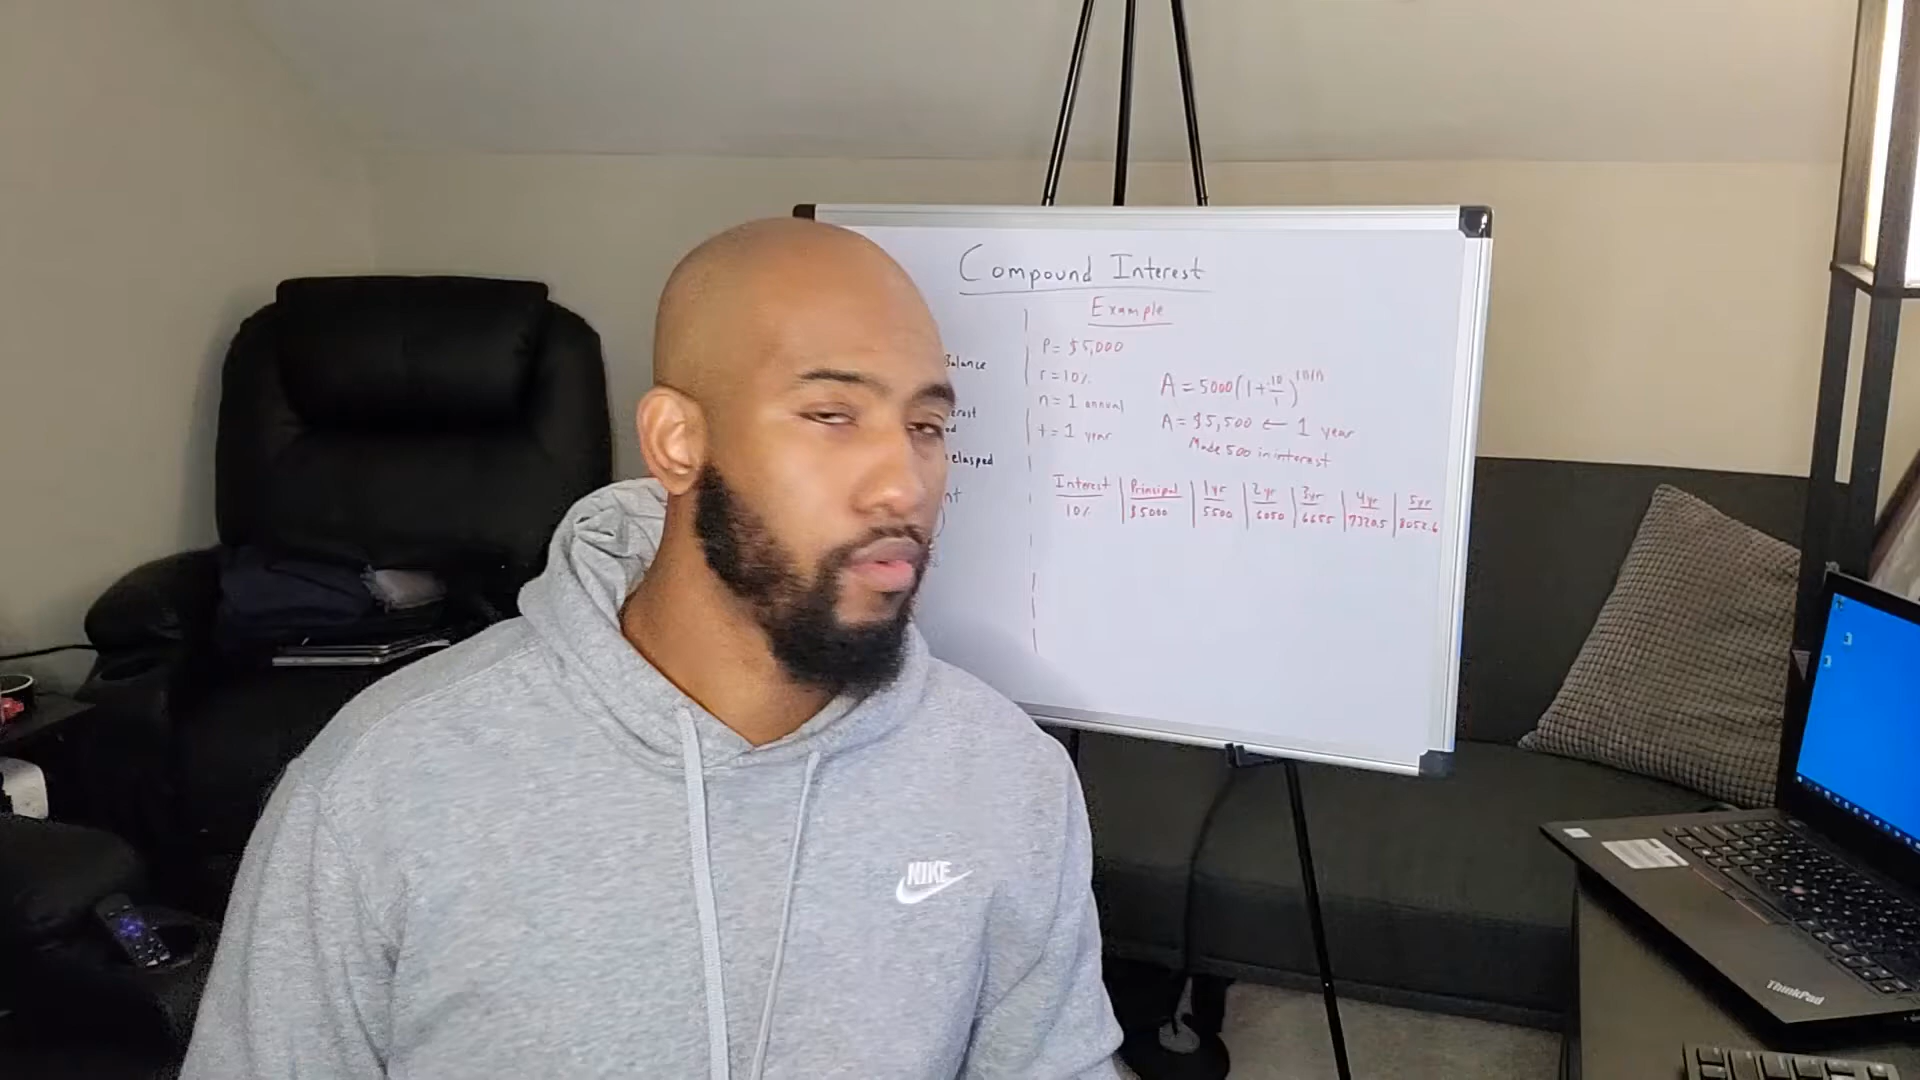 Compound Interest
Example
P = $5,000
Balance
r = 10%
A = 5000(1 + .10/1)
n = 1 annual
A = $5,500 ← 1 year
t = 1 year
Made 500 in interest
elasped
Interest | Principal | 1yr | 2yr | 3yr | 4yr | 5yr
10% | $5000 | 5500 | 6050 | 6655 | 7320.5 | 8052.6
NIKE
ThinkPad